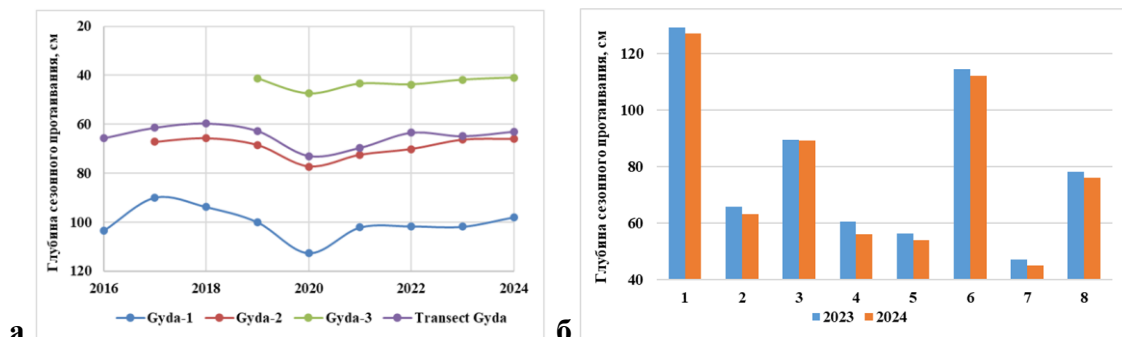 Глубина сезонного протаивания, см
20
40
60
80
100
120
2016 2018 2020 2022 2024
Gyda-1 Gyda-2 Gyda-3 Transect Gyda
а
Глубина сезонного протаивания, см
120
100
80
60
40
1 2 3 4 5 6 7 8
2023 2024
б